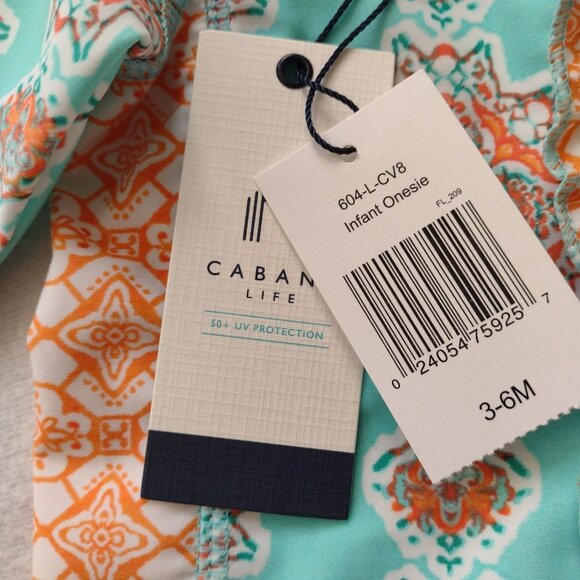 CABAN
LIFE
50+ UV PROTECTION
604-L-CV8
Infant Onesie
FL_209
0 24054 75925 7
3-6M